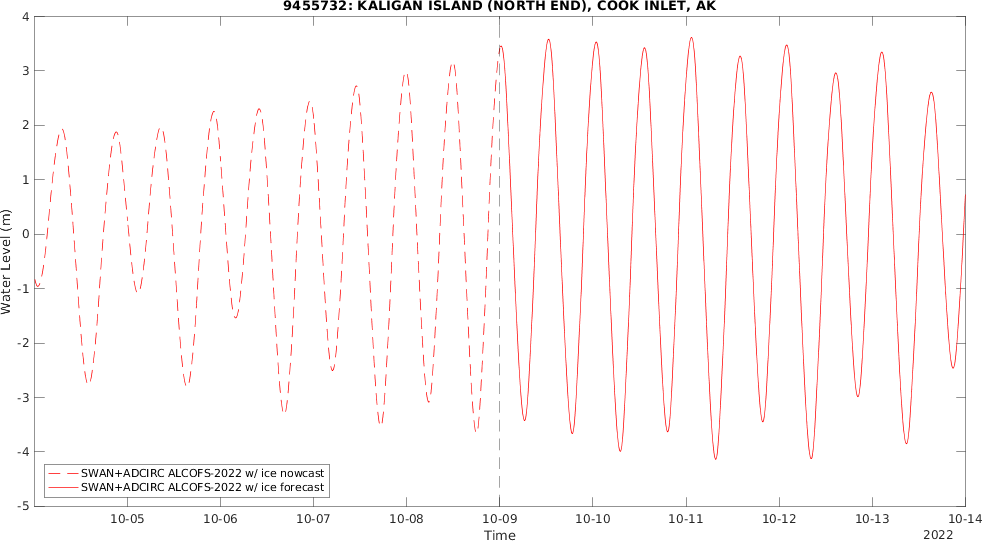 9455732: KALIGAN ISLAND (NORTH END), COOK INLET, AK
4
3
2
1
0
-1
-2
-3
-4
-5
Water Level (m)
SWAN+ADCIRC ALCOFS-2022 w/ ice nowcast
SWAN+ADCIRC ALCOFS-2022 w/ ice forecast
10-05 10-06 10-07 10-08 10-09 10-10 10-11 10-12 10-13 10-14
Time
2022